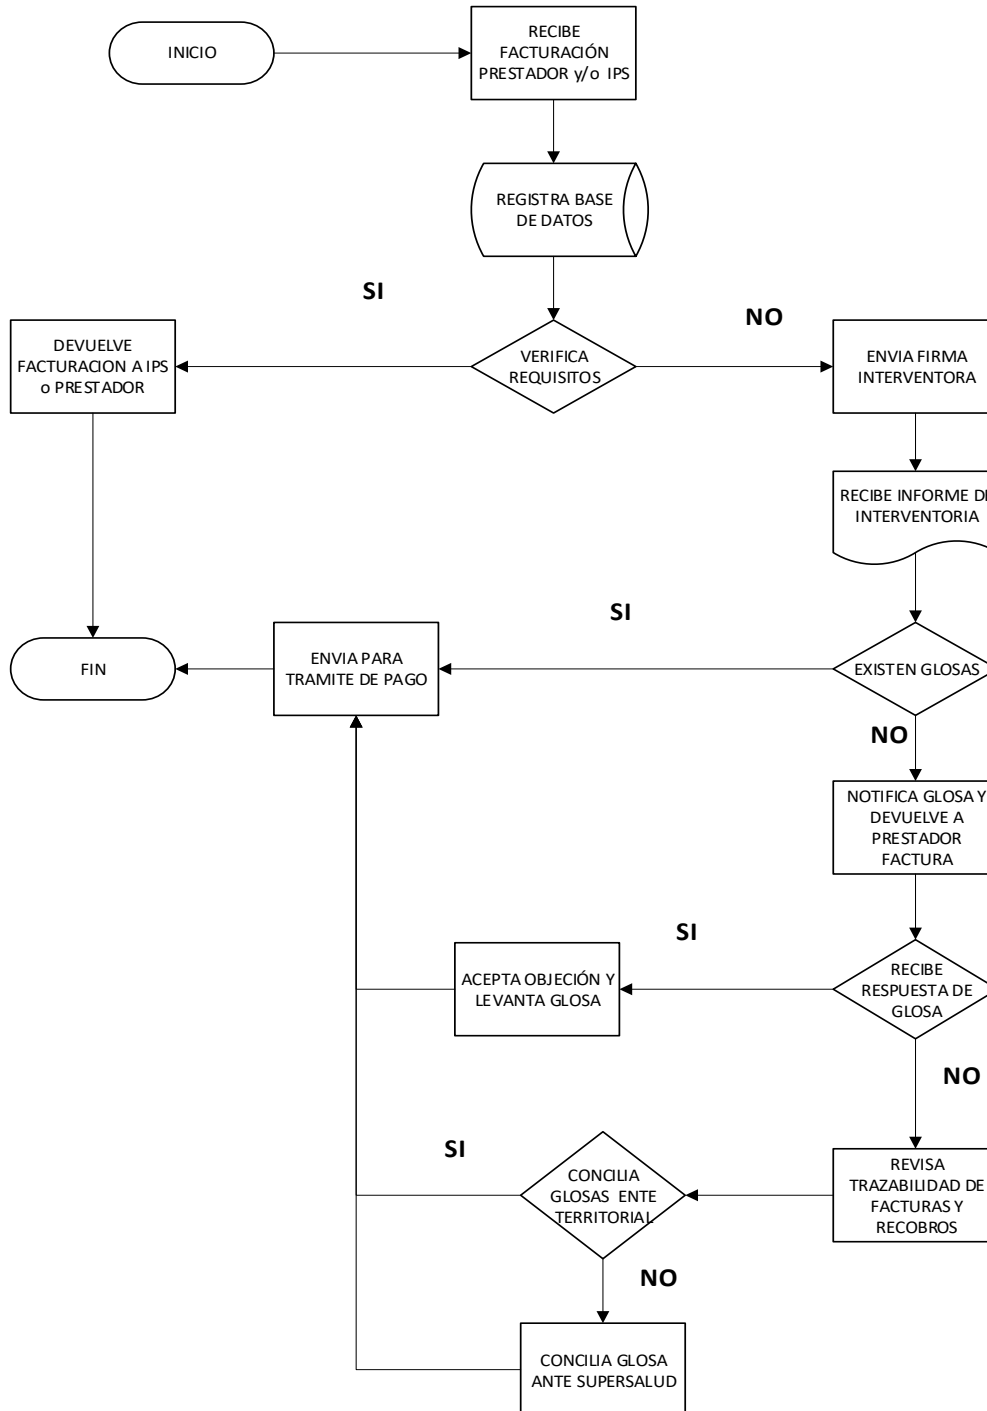 INICIO
RECIBE
FACTURACIÓN
PRESTADOR y/o IPS
REGISTRA BASE
DE DATOS
SI
NO
DEVUELVE
FACTURACION A IPS
o PRESTADOR
VERIFICA
REQUISITOS
ENVIA FIRMA
INTERVENTORA
RECIBE INFORME DE
INTERVENTORIA
SI
FIN
ENVIA PARA
TRAMITE DE PAGO
EXISTEN GLOSAS
NO
NOTIFICA GLOSA Y
DEVUELVE A
PRESTADOR
FACTURA
SI
ACEPTA OBJECIÓN Y
LEVANTA GLOSA
RECIBE
RESPUESTA DE
GLOSA
NO
SI
CONCILIA
GLOSAS ENTE
TERRITORIAL
REVISA
TRAZABILIDAD DE
FACTURAS Y
RECOBROS
NO
CONCILIA GLOSA
ANTE SUPERSALUD